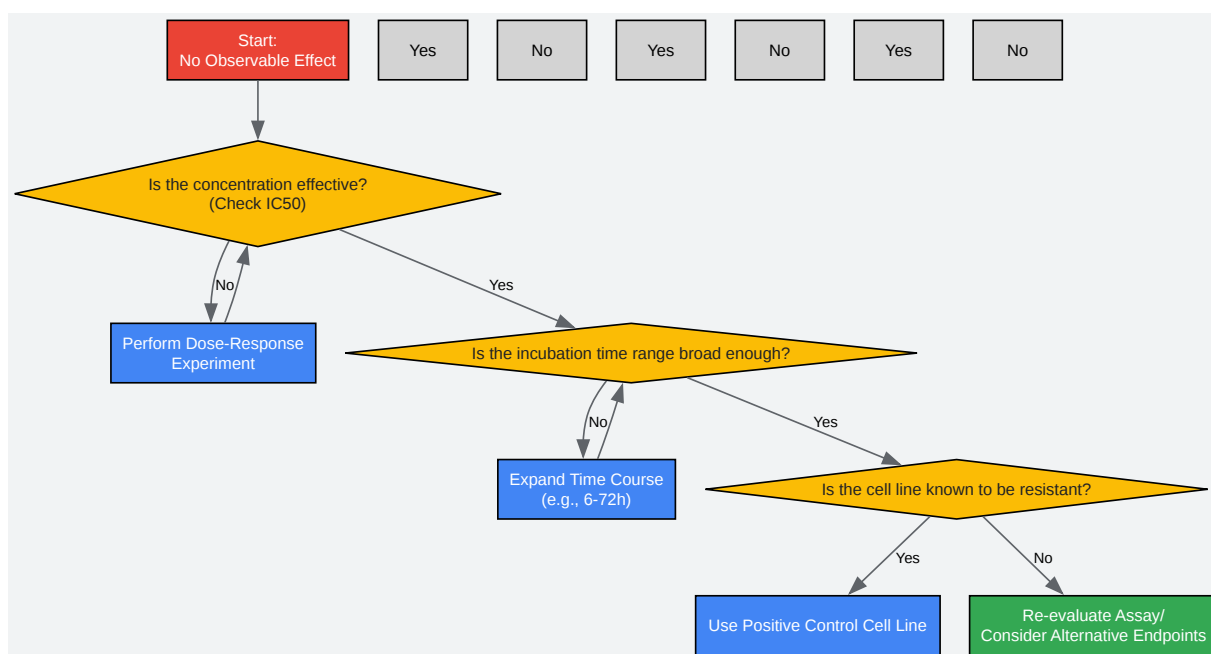 Start:
No Observable Effect
Yes
No
Yes
No
Yes
No
Is the concentration effective?
(Check IC50)
No
Yes
Perform Dose-Response
Experiment
Is the incubation time range broad enough?
No
Yes
Expand Time Course
(e.g., 6-72h)
Is the cell line known to be resistant?
Yes
No
Use Positive Control Cell Line
Re-evaluate Assay/
Consider Alternative Endpoints